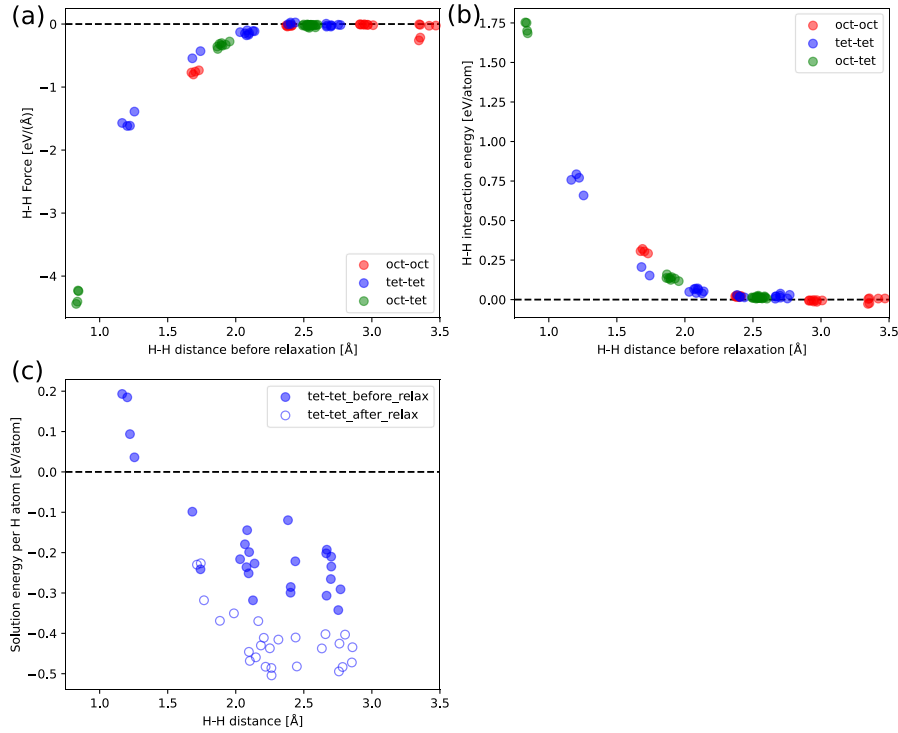 (a)
H-H Force [eV/(Å)]
0
−1
−2
−3
−4
1.0 1.5 2.0 2.5 3.0 3.5
H-H distance before relaxation [Å]
oct-oct
tet-tet
oct-tet
(b)
H-H interaction energy [eV/atom]
1.75
1.50
1.25
1.00
0.75
0.50
0.25
0.00
1.0 1.5 2.0 2.5 3.0 3.5
H-H distance before relaxation [Å]
oct-oct
tet-tet
oct-tet
(c)
Solution energy per H atom [eV/atom]
0.2
0.1
0.0
−0.1
−0.2
−0.3
−0.4
−0.5
1.0 1.5 2.0 2.5 3.0 3.5
H-H distance [Å]
tet-tet_before_relax
tet-tet_after_relax